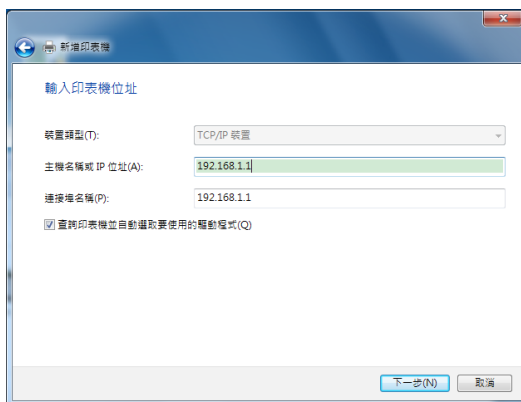 新增印表機
輸入印表機位址
裝置類型(T): TCP/IP 裝置
主機名稱或 IP 位址(A): 192.168.1.1
連接埠名稱(P): 192.168.1.1
查詢印表機並自動選取要使用的驅動程式(Q)
下一步(N) 取消